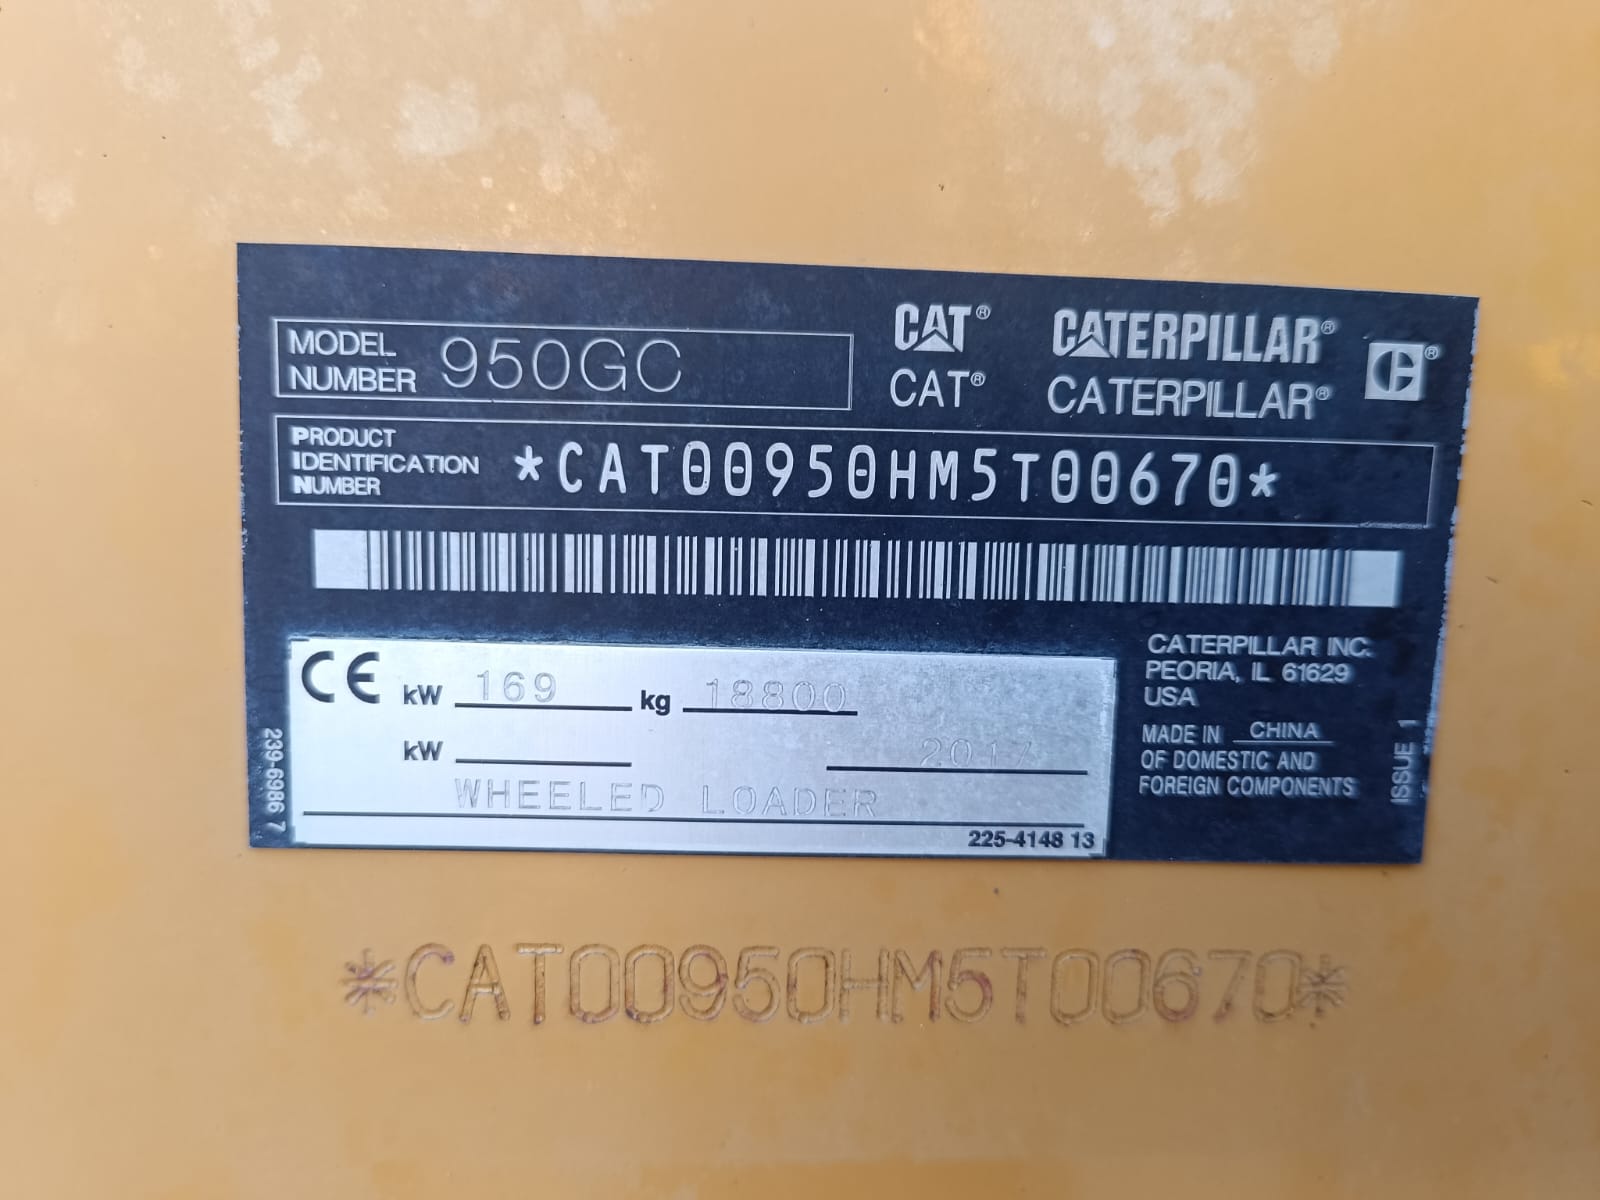 MODEL NUMBER 950GC
CAT® CATERPILLAR®
CAT® CATERPILLAR®
PRODUCT
IDENTIFICATION
NUMBER
*CAT00950HM5T00670*
CE kW 169 kg 18800
kW 2017
WHEELED LOADER
225-4148 13
239-6986 7
CATERPILLAR INC.
PEORIA, IL 61629
USA
MADE IN CHINA
OF DOMESTIC AND
FOREIGN COMPONENTS
ISSUE 1
*CAT00950HM5T00670*